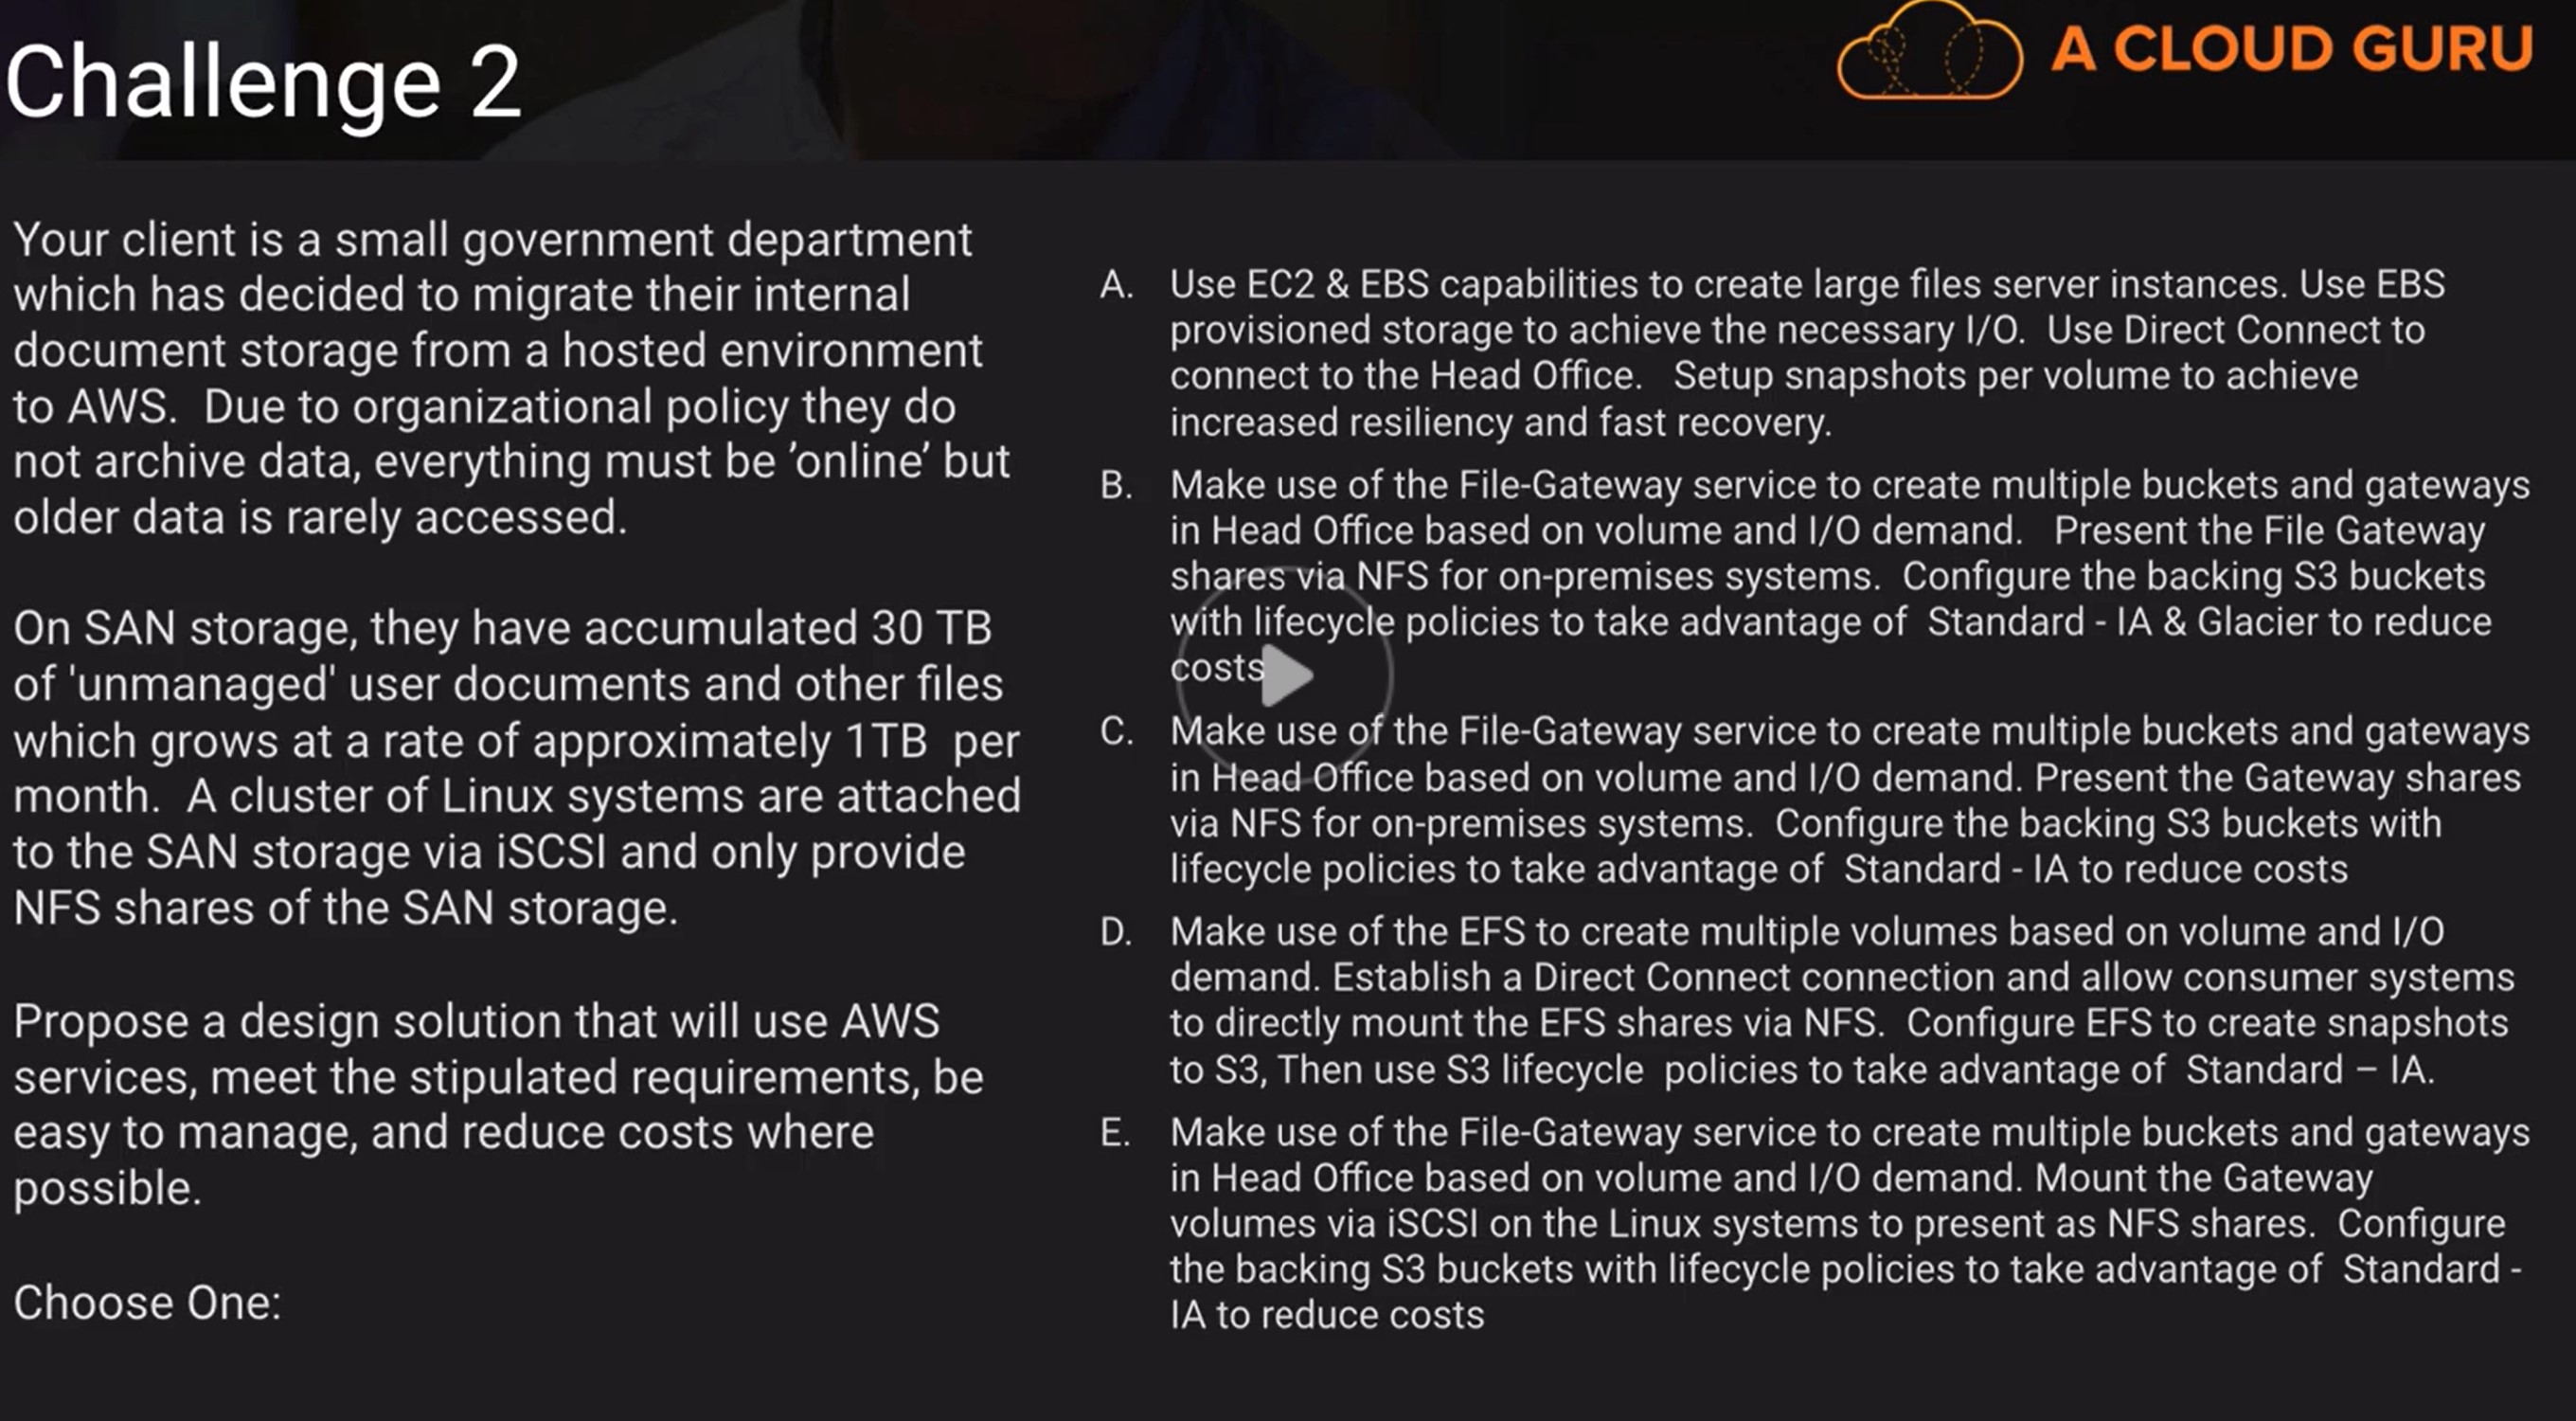 Challenge 2
A CLOUD GURU
Your client is a small government department
which has decided to migrate their internal
document storage from a hosted environment
to AWS.  Due to organizational policy they do
not archive data, everything must be ’online’ but
older data is rarely accessed.
On SAN storage, they have accumulated 30 TB
of 'unmanaged' user documents and other files
which grows at a rate of approximately 1TB  per
month.  A cluster of Linux systems are attached
to the SAN storage via iSCSI and only provide
NFS shares of the SAN storage.
Propose a design solution that will use AWS
services, meet the stipulated requirements, be
easy to manage, and reduce costs where
possible.
Choose One:
A. Use EC2 & EBS capabilities to create large files server instances. Use EBS
provisioned storage to achieve the necessary I/O.  Use Direct Connect to
connect to the Head Office.   Setup snapshots per volume to achieve
increased resiliency and fast recovery.
B. Make use of the File-Gateway service to create multiple buckets and gateways
in Head Office based on volume and I/O demand.   Present the File Gateway
shares via NFS for on-premises systems.  Configure the backing S3 buckets
with lifecycle policies to take advantage of  Standard - IA & Glacier to reduce
costs
C. Make use of the File-Gateway service to create multiple buckets and gateways
in Head Office based on volume and I/O demand. Present the Gateway shares
via NFS for on-premises systems.  Configure the backing S3 buckets with
lifecycle policies to take advantage of  Standard - IA to reduce costs
D. Make use of the EFS to create multiple volumes based on volume and I/O
demand. Establish a Direct Connect connection and allow consumer systems
to directly mount the EFS shares via NFS.  Configure EFS to create snapshots
to S3, Then use S3 lifecycle  policies to take advantage of  Standard – IA.
E. Make use of the File-Gateway service to create multiple buckets and gateways
in Head Office based on volume and I/O demand. Mount the Gateway
volumes via iSCSI on the Linux systems to present as NFS shares.  Configure
the backing S3 buckets with lifecycle policies to take advantage of  Standard -
IA to reduce costs